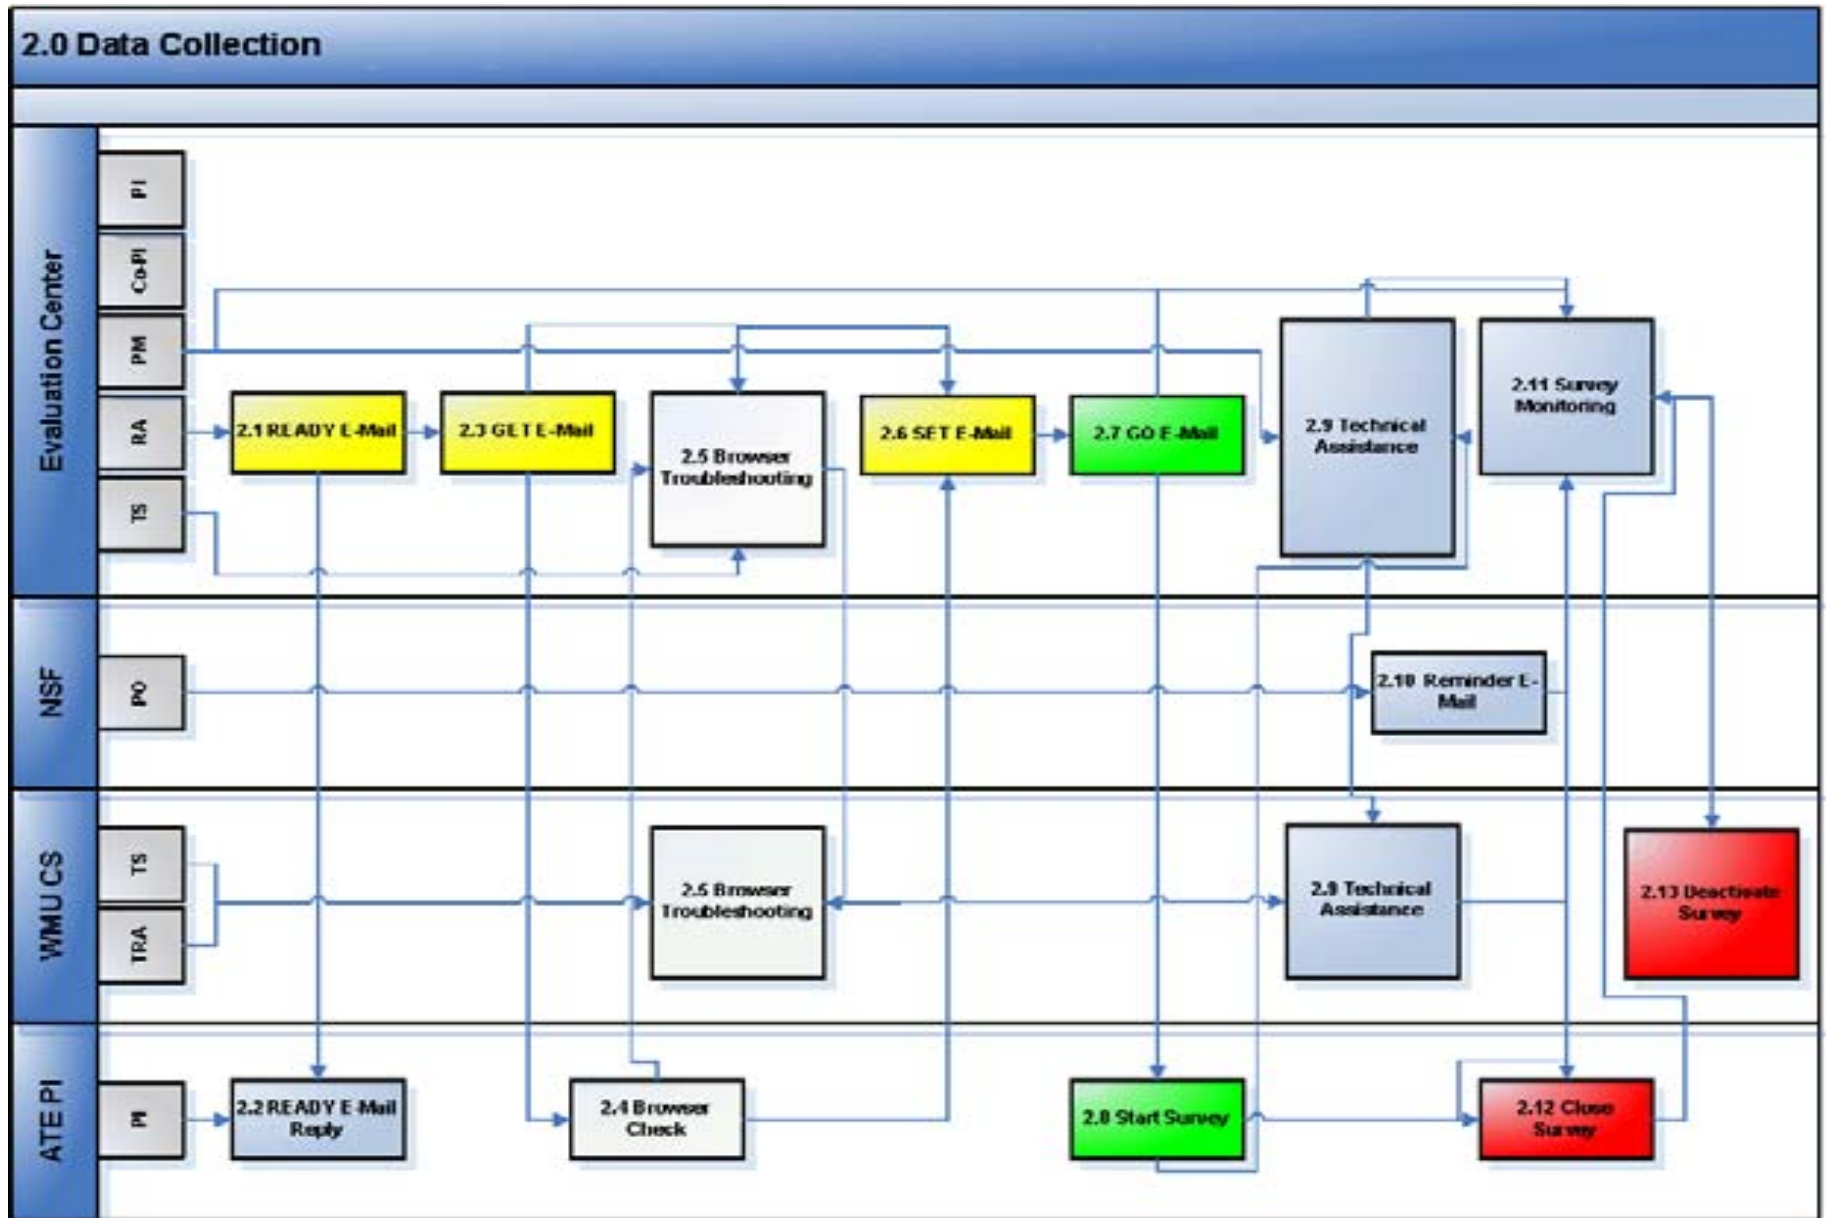 2.0 Data Collection
Evaluation Center
PI
Co-PI
PM
RA
TS
2.1 READY E-Mail
2.3 GET E-Mail
2.5 Browser
Troubleshooting
2.6 SET E-Mail
2.7 GO E-Mail
2.9 Technical
Assistance
2.11 Survey
Monitoring
NSF
PO
2.10 Reminder E-
Mail
WMU CS
TS
TRA
2.5 Browser
Troubleshooting
2.9 Technical
Assistance
2.13 Deactivate
Survey
ATE PI
PI
2.2 READY E-Mail
Reply
2.4 Browser
Check
2.8 Start Survey
2.12 Close
Survey